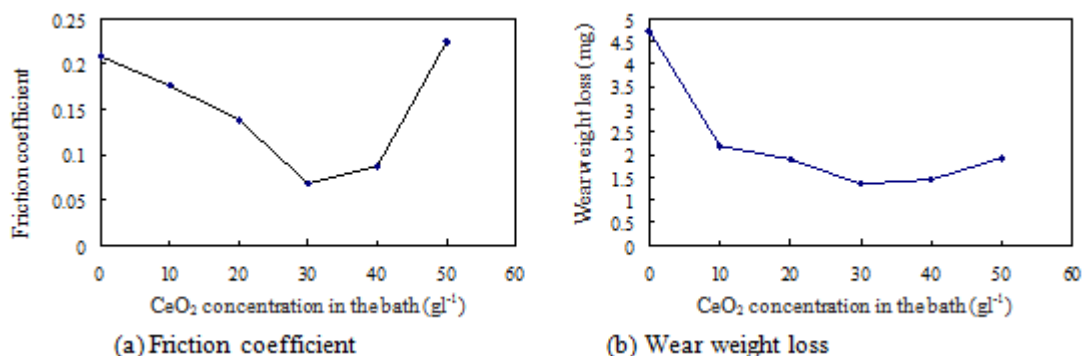 0.25
0.2
0.15
0.1
0.05
0
Friction coefficient
0 10 20 30 40 50 60
CeO₂ concentration in the bath (gl⁻¹)
(a) Friction coefficient
5
4.5
4
3.5
3
2.5
2
1.5
1
0.5
0
Wear weight loss (mg)
0 10 20 30 40 50 60
CeO₂ concentration in the bath (gl⁻¹)
(b) Wear weight loss